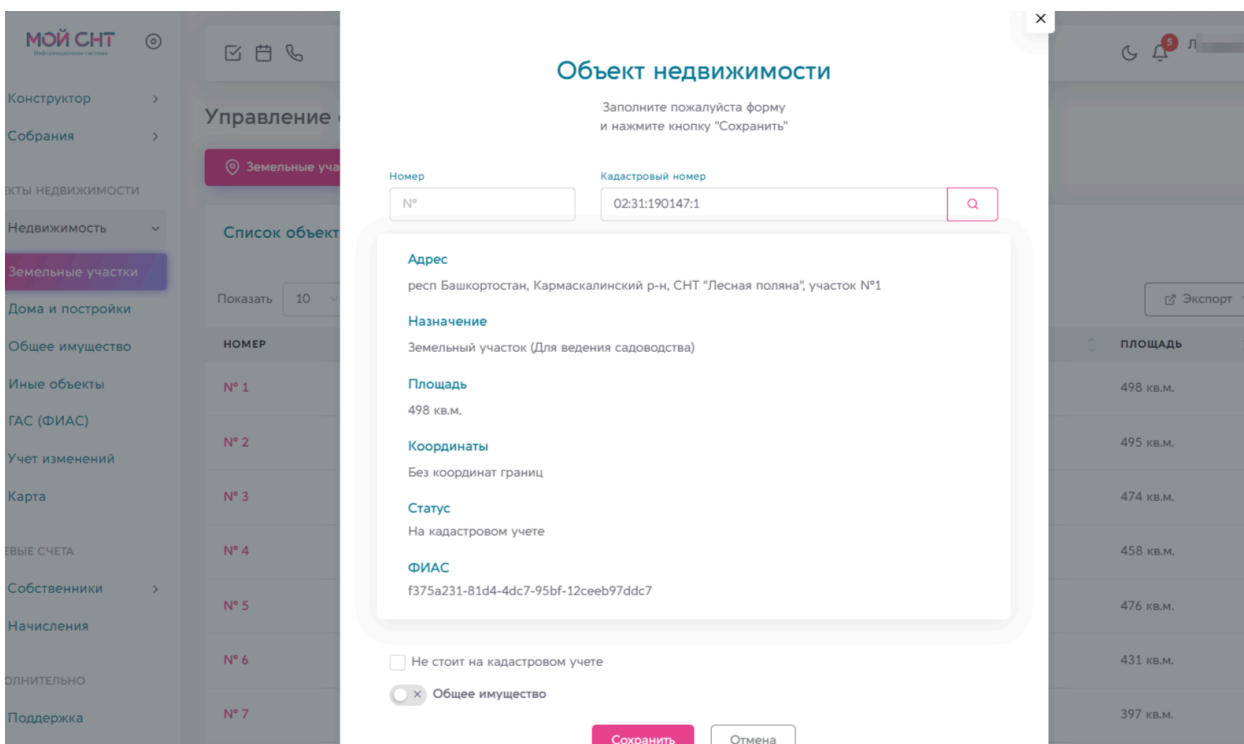 МОЙ СНТ
Информационная система
5
Л
Конструктор
Собрания
ЕКТЫ НЕДВИЖИМОСТИ
Недвижимость
Земельные участки
Дома и постройки
Общее имущество
Иные объекты
ГАС (ФИАС)
Учет изменений
Карта
ЕВЫЕ СЧЕТА
Собственники
Начисления
ОЛНИТЕЛЬНО
Поддержка
Управление
Земельные уча
Список объект
Показать 10
Экспорт
НОМЕР ПЛОЩАДЬ
№ 1 498 кв.м.
№ 2 495 кв.м.
№ 3 474 кв.м.
№ 4 458 кв.м.
№ 5 476 кв.м.
№ 6 431 кв.м.
№ 7 397 кв.м.
Объект недвижимости
Заполните пожалуйста форму
и нажмите кнопку "Сохранить"
Номер Кадастровый номер
№ 02:31:190147:1
Адрес
респ Башкортостан, Кармаскалинский р-н, СНТ "Лесная поляна", участок №1
Назначение
Земельный участок (Для ведения садоводства)
Площадь
498 кв.м.
Координаты
Без координат границ
Статус
На кадастровом учете
ФИАС
f375a231-81d4-4dc7-95bf-12ceeb97ddc7
Не стоит на кадастровом учете
Общее имущество
Сохранить Отмена